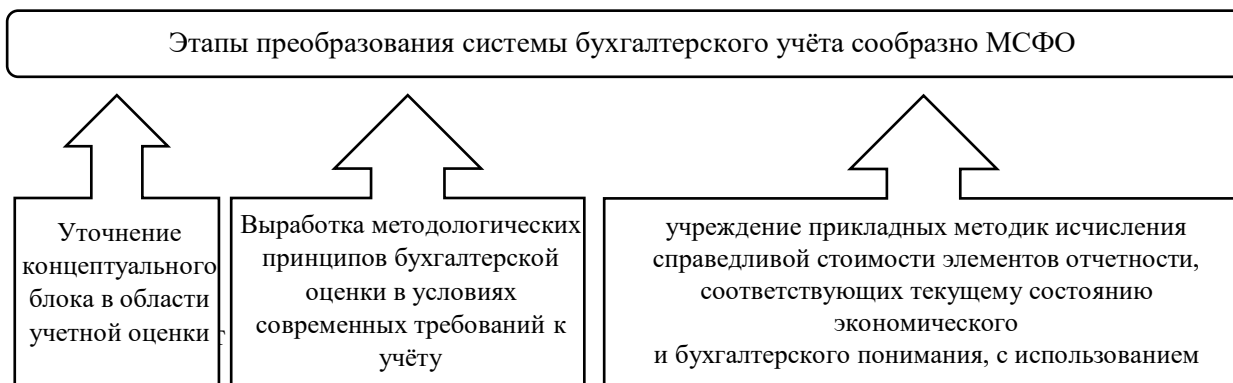 Этапы преобразования системы бухгалтерского учёта сообразно МСФО
Уточнение
концептуального
блока в области
учетной оценки
Выработка методологических
принципов бухгалтерской
оценки в условиях
современных требований к
учёту
учреждение прикладных методик исчисления
справедливой стоимости элементов отчетности,
соответствующих текущему состоянию
экономического
и бухгалтерского понимания, с использованием